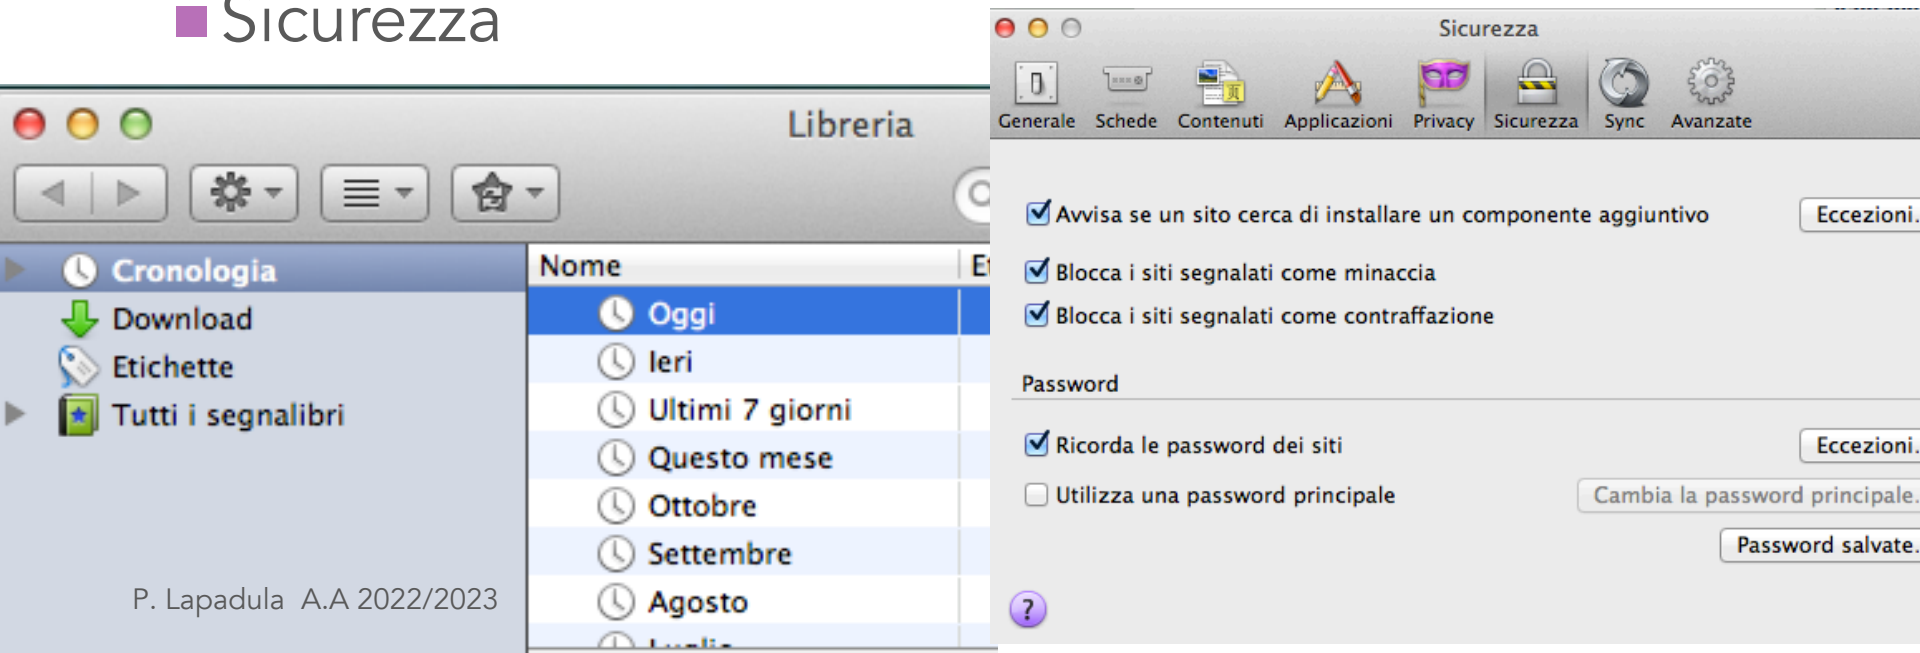 Sicurezza
Libreria
Cronologia
Download
Etichette
Tutti i segnalibri
Nome
Oggi
Ieri
Ultimi 7 giorni
Questo mese
Ottobre
Settembre
Agosto
P. Lapadula A.A 2022/2023
Sicurezza
Generale Schede Contenuti Applicazioni Privacy Sicurezza Sync Avanzate
Avvisa se un sito cerca di installare un componente aggiuntivo Eccezioni.
Blocca i siti segnalati come minaccia
Blocca i siti segnalati come contraffazione
Password
Ricorda le password dei siti Eccezioni.
Utilizza una password principale Cambia la password principale.
Password salvate.
?